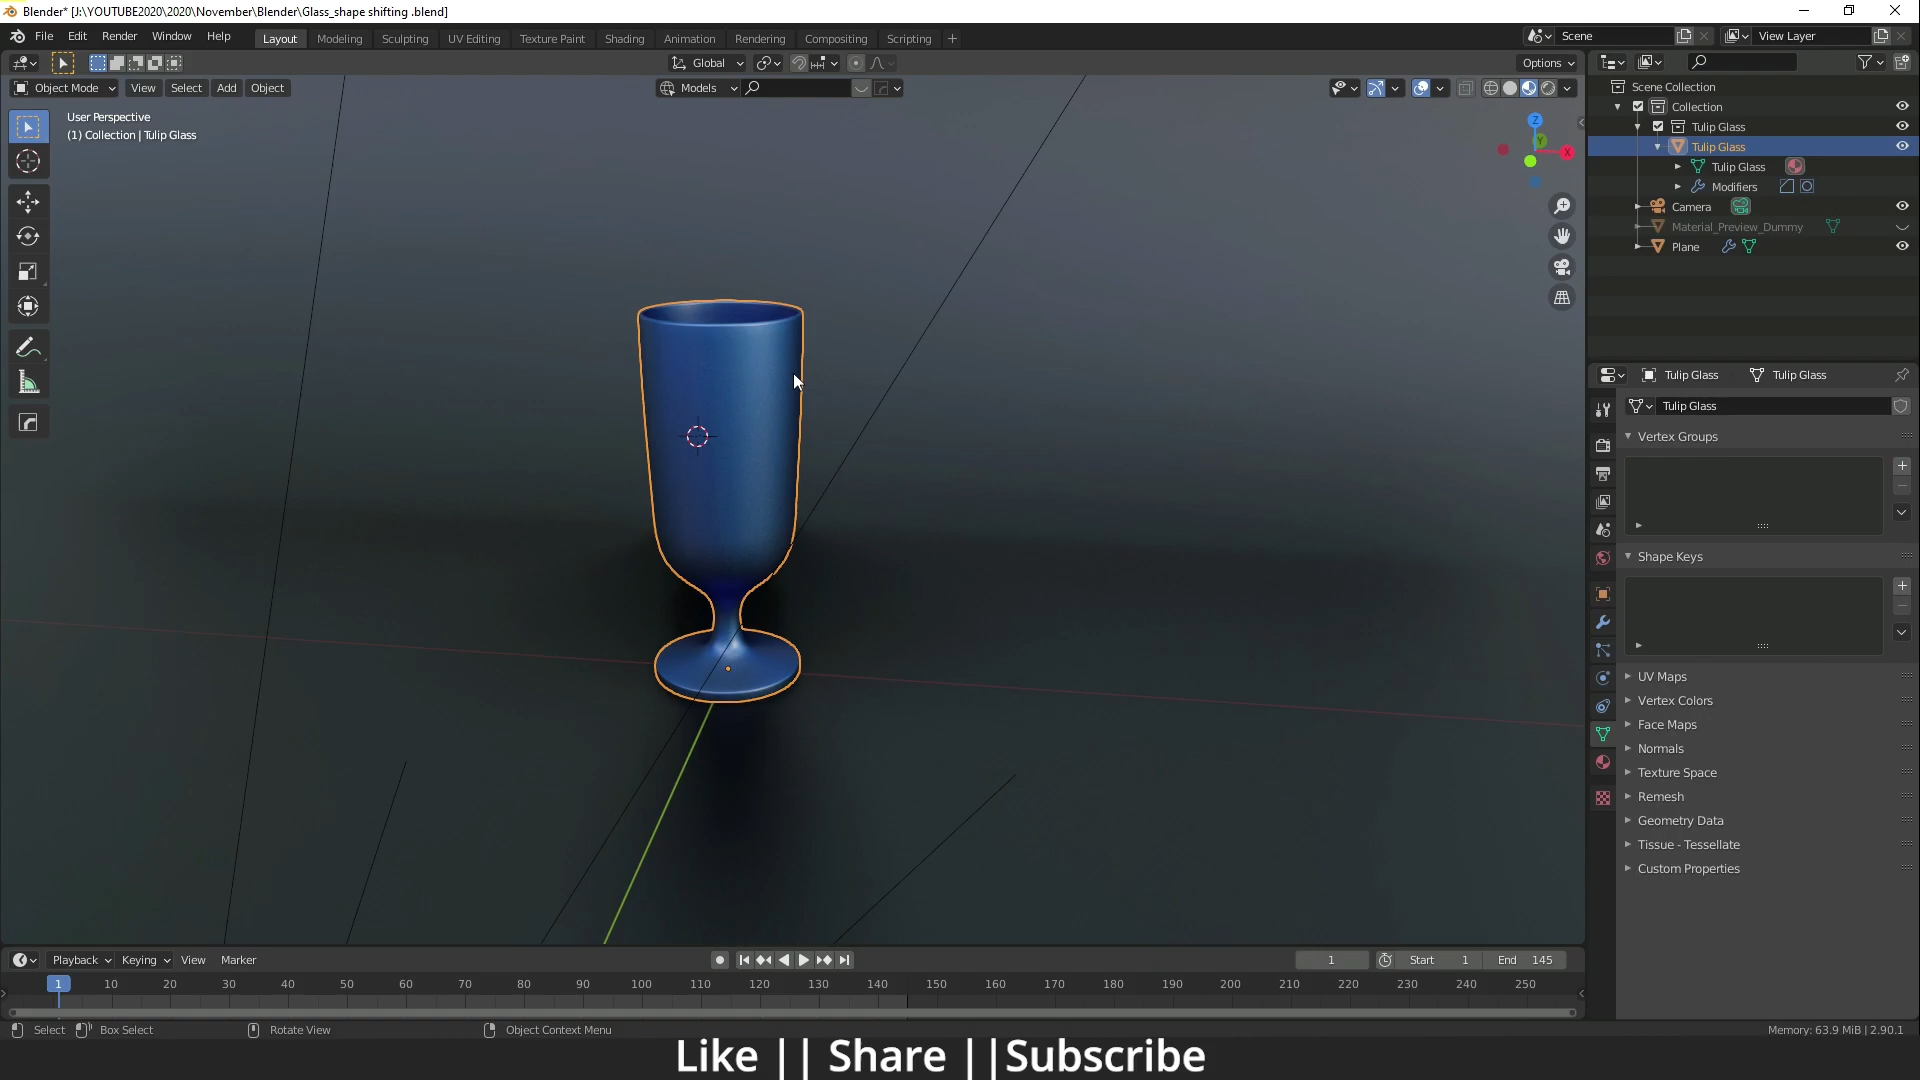 Blender* [J:\YOUTUBE2020\2020\November\Blender\Glass_shape shifting .blend]
File Edit Render Window Help Layout Modeling Sculpting UV Editing Texture Paint Shading Animation Rendering Compositing Scripting Scene View Layer
Global Options
Object Mode View Select Add Object Models
User Perspective
(1) Collection | Tulip Glass
Z
Y
X
Scene Collection
Collection
Tulip Glass
Tulip Glass
Tulip Glass
Modifiers
Camera
Material_Preview_Dummy
Plane
Tulip Glass Tulip Glass
Tulip Glass
Vertex Groups
Shape Keys
UV Maps
Vertex Colors
Face Maps
Normals
Texture Space
Remesh
Geometry Data
Tissue - Tessellate
Custom Properties
Playback Keying View Marker 1 Start 1 End 145
1 10 20 30 40 50 60 70 80 90 100 110 120 130 140 150 160 170 180 190 200 210 220 230 240 250
Select Box Select Rotate View Object Context Menu Memory: 63.9 MiB | 2.90.1
Like || Share ||Subscribe